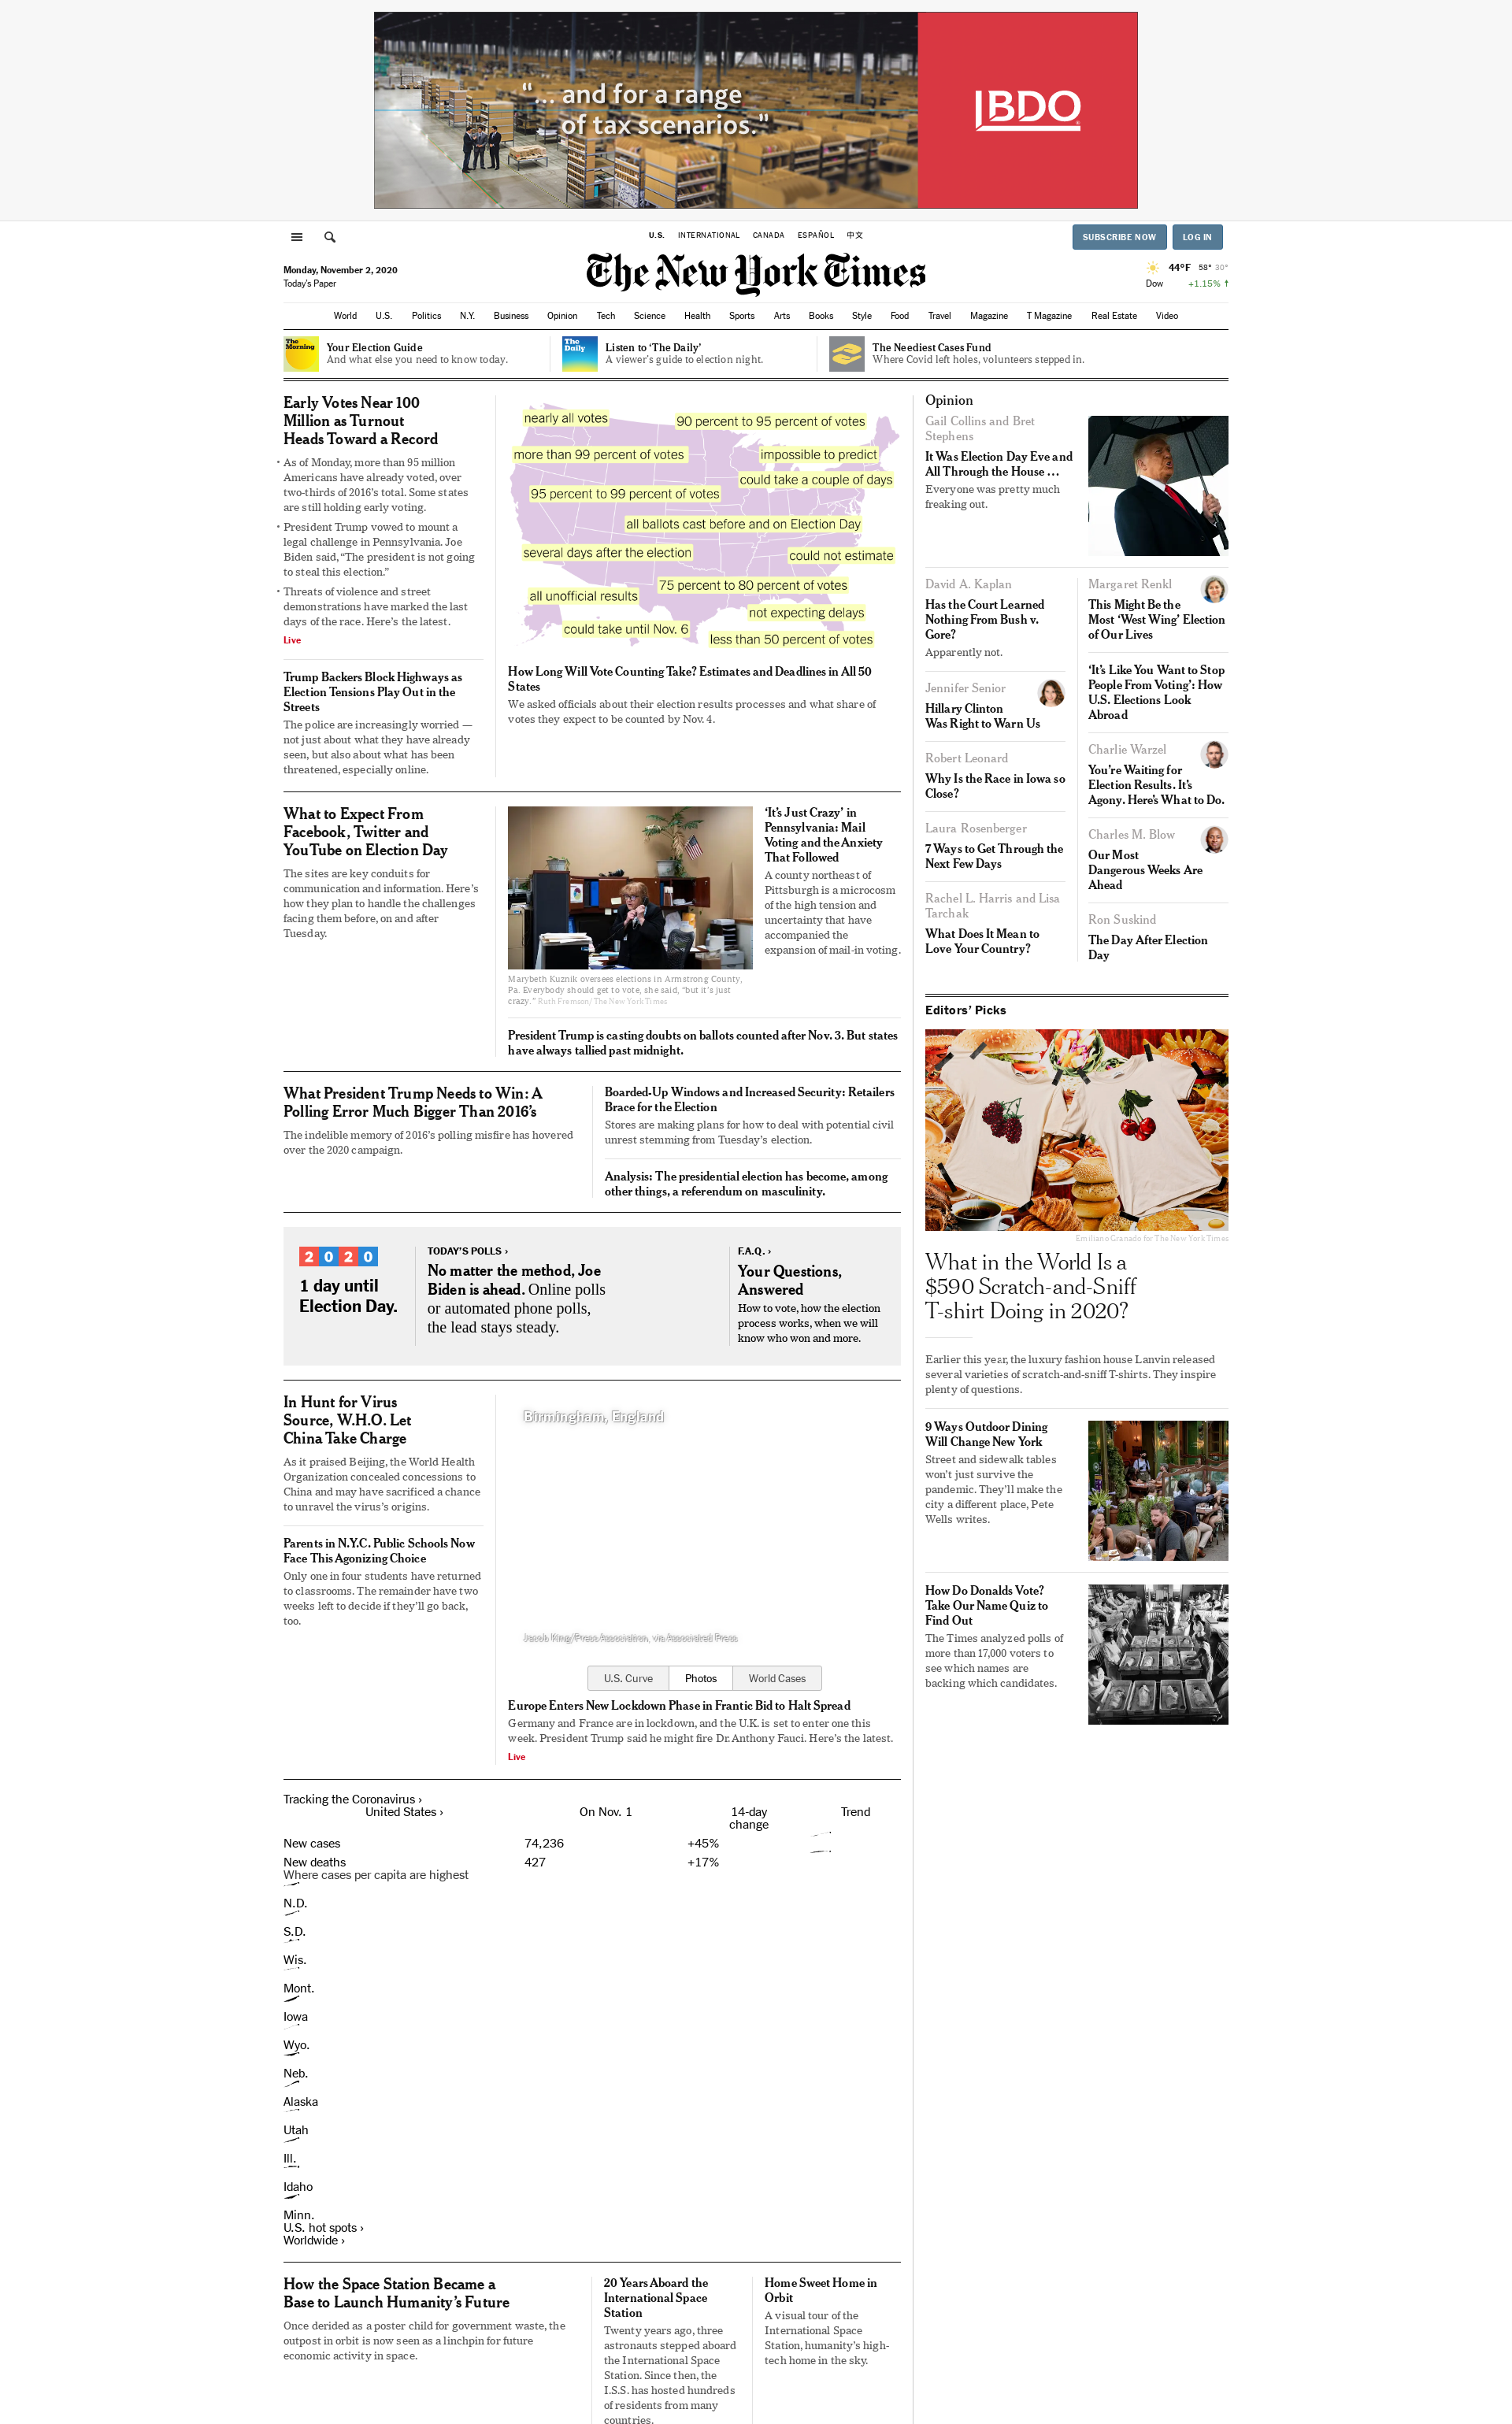 "... and for a range
of tax scenarios."
IBDO
U.S. INTERNATIONAL CANADA ESPAÑOL 中文
SUBSCRIBE NOW LOG IN
Monday, November 2, 2020
Today's Paper
The New York Times
44°F 58° 30°
Dow +1.15% ↑
World U.S. Politics N.Y. Business Opinion Tech Science Health Sports Arts Books Style Food Travel Magazine T Magazine Real Estate Video
The Morning
Your Election Guide
And what else you need to know today.
The Daily
Listen to ‘The Daily’
A viewer's guide to election night.
The Neediest Cases Fund
Where Covid left holes, volunteers stepped in.
Early Votes Near 100
Million as Turnout
Heads Toward a Record
• As of Monday, more than 95 million
Americans have already voted, over
two-thirds of 2016’s total. Some states
are still holding early voting.
• President Trump vowed to mount a
legal challenge in Pennsylvania. Joe
Biden said, “The president is not going
to steal this election.”
• Threats of violence and street
demonstrations have marked the last
days of the race. Here’s the latest.
Live
Trump Backers Block Highways as
Election Tensions Play Out in the
Streets
The police are increasingly worried —
not just about what they have already
seen, but also about what has been
threatened, especially online.
nearly all votes
90 percent to 95 percent of votes
more than 99 percent of votes
impossible to predict
could take a couple of days
95 percent to 99 percent of votes
all ballots cast before and on Election Day
several days after the election
could not estimate
75 percent to 80 percent of votes
all unofficial results
not expecting delays
could take until Nov. 6
less than 50 percent of votes
How Long Will Vote Counting Take? Estimates and Deadlines in All 50
States
We asked officials about their election results processes and what share of
votes they expect to be counted by Nov. 4.
What to Expect From
Facebook, Twitter and
YouTube on Election Day
The sites are key conduits for
communication and information. Here’s
how they plan to handle the challenges
facing them before, on and after
Tuesday.
Marybeth Kuznik oversees elections in Armstrong County,
Pa. Everybody should get to vote, she said, “but it’s just
crazy.” Ruth Fremson/The New York Times
‘It’s Just Crazy’ in
Pennsylvania: Mail
Voting and the Anxiety
That Followed
A county northeast of
Pittsburgh is a microcosm
of the high tension and
uncertainty that have
accompanied the
expansion of mail-in voting.
President Trump is casting doubts on ballots counted after Nov. 3. But states
have always tallied past midnight.
What President Trump Needs to Win: A
Polling Error Much Bigger Than 2016’s
The indelible memory of 2016’s polling misfire has hovered
over the 2020 campaign.
Boarded-Up Windows and Increased Security: Retailers
Brace for the Election
Stores are making plans for how to deal with potential civil
unrest stemming from Tuesday’s election.
Analysis: The presidential election has become, among
other things, a referendum on masculinity.
2020
1 day until
Election Day.
TODAY’S POLLS ›
No matter the method, Joe
Biden is ahead. Online polls
or automated phone polls,
the lead stays steady.
F.A.Q. ›
Your Questions,
Answered
How to vote, how the election
process works, when we will
know who won and more.
In Hunt for Virus
Source, W.H.O. Let
China Take Charge
As it praised Beijing, the World Health
Organization concealed concessions to
China and may have sacrificed a chance
to unravel the virus’s origins.
Parents in N.Y.C. Public Schools Now
Face This Agonizing Choice
Only one in four students have returned
to classrooms. The remainder have two
weeks left to decide if they’ll go back,
too.
Birmingham, England
Jacob King/Press Association, via Associated Press
U.S. Curve Photos World Cases
Europe Enters New Lockdown Phase in Frantic Bid to Halt Spread
Germany and France are in lockdown, and the U.K. is set to enter one this
week. President Trump said he might fire Dr. Anthony Fauci. Here’s the latest.
Live
Tracking the Coronavirus ›
United States › On Nov. 1 14-day
change Trend
New cases 74,236 +45%
New deaths 427 +17%
Where cases per capita are highest
N.D.
S.D.
Wis.
Mont.
Iowa
Wyo.
Neb.
Alaska
Utah
Ill.
Idaho
Minn.
U.S. hot spots ›
Worldwide ›
How the Space Station Became a
Base to Launch Humanity’s Future
Once derided as a poster child for government waste, the
outpost in orbit is now seen as a linchpin for future
economic activity in space.
20 Years Aboard the
International Space
Station
Twenty years ago, three
astronauts stepped aboard
the International Space
Station. Since then, the
I.S.S. has hosted hundreds
of residents from many
countries.
Home Sweet Home in
Orbit
A visual tour of the
International Space
Station, humanity’s high-
tech home in the sky.
Opinion
Gail Collins and Bret
Stephens
It Was Election Day Eve and
All Through the House …
Everyone was pretty much
freaking out.
David A. Kaplan
Has the Court Learned
Nothing From Bush v.
Gore?
Apparently not.
Jennifer Senior
Hillary Clinton
Was Right to Warn Us
Robert Leonard
Why Is the Race in Iowa so
Close?
Laura Rosenberger
7 Ways to Get Through the
Next Few Days
Rachel L. Harris and Lisa
Tarchak
What Does It Mean to
Love Your Country?
Margaret Renkl
This Might Be the
Most ‘West Wing’ Election
of Our Lives
‘It’s Like You Want to Stop
People From Voting’: How
U.S. Elections Look
Abroad
Charlie Warzel
You’re Waiting for
Election Results. It’s
Agony. Here’s What to Do.
Charles M. Blow
Our Most
Dangerous Weeks Are
Ahead
Ron Suskind
The Day After Election
Day
Editors’ Picks
Emiliano Granado for The New York Times
What in the World Is a
$590 Scratch-and-Sniff
T-shirt Doing in 2020?
Earlier this year, the luxury fashion house Lanvin released
several varieties of scratch-and-sniff T-shirts. They inspire
plenty of questions.
9 Ways Outdoor Dining
Will Change New York
Street and sidewalk tables
won’t just survive the
pandemic. They’ll make the
city a different place, Pete
Wells writes.
How Do Donalds Vote?
Take Our Name Quiz to
Find Out
The Times analyzed polls of
more than 17,000 voters to
see which names are
backing which candidates.